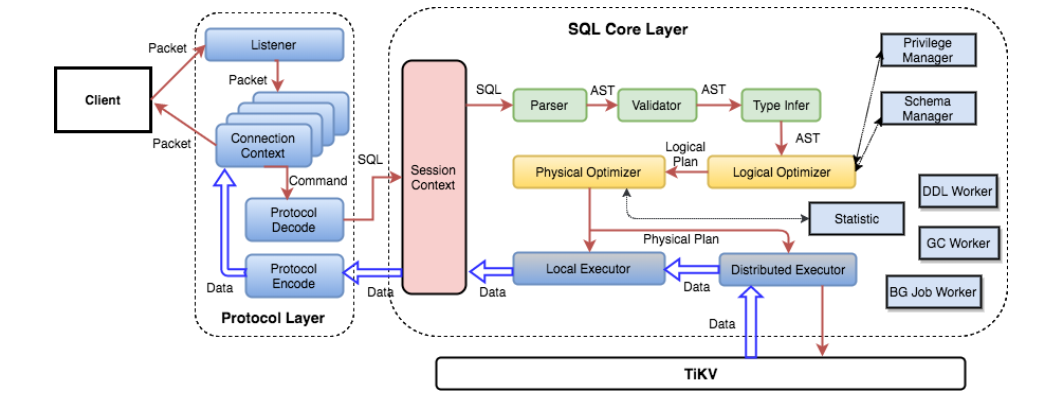 SQL Core Layer
Packet
Listener
Privilege
Manager
Packet
Client
SQL
Parser
AST
Validator
AST
Type Infer
Schema
Manager
Packet
Connection
Context
AST
SQL
Logical
Plan
Session
Context
Physical Optimizer
Logical Optimizer
Command
DDL Worker
Protocol
Decode
Statistic
Physical Plan
GC Worker
Protocol
Encode
Local Executor
Distributed Executor
Data
Data
Data
Data
BG Job Worker
Protocol Layer
Data
TiKV